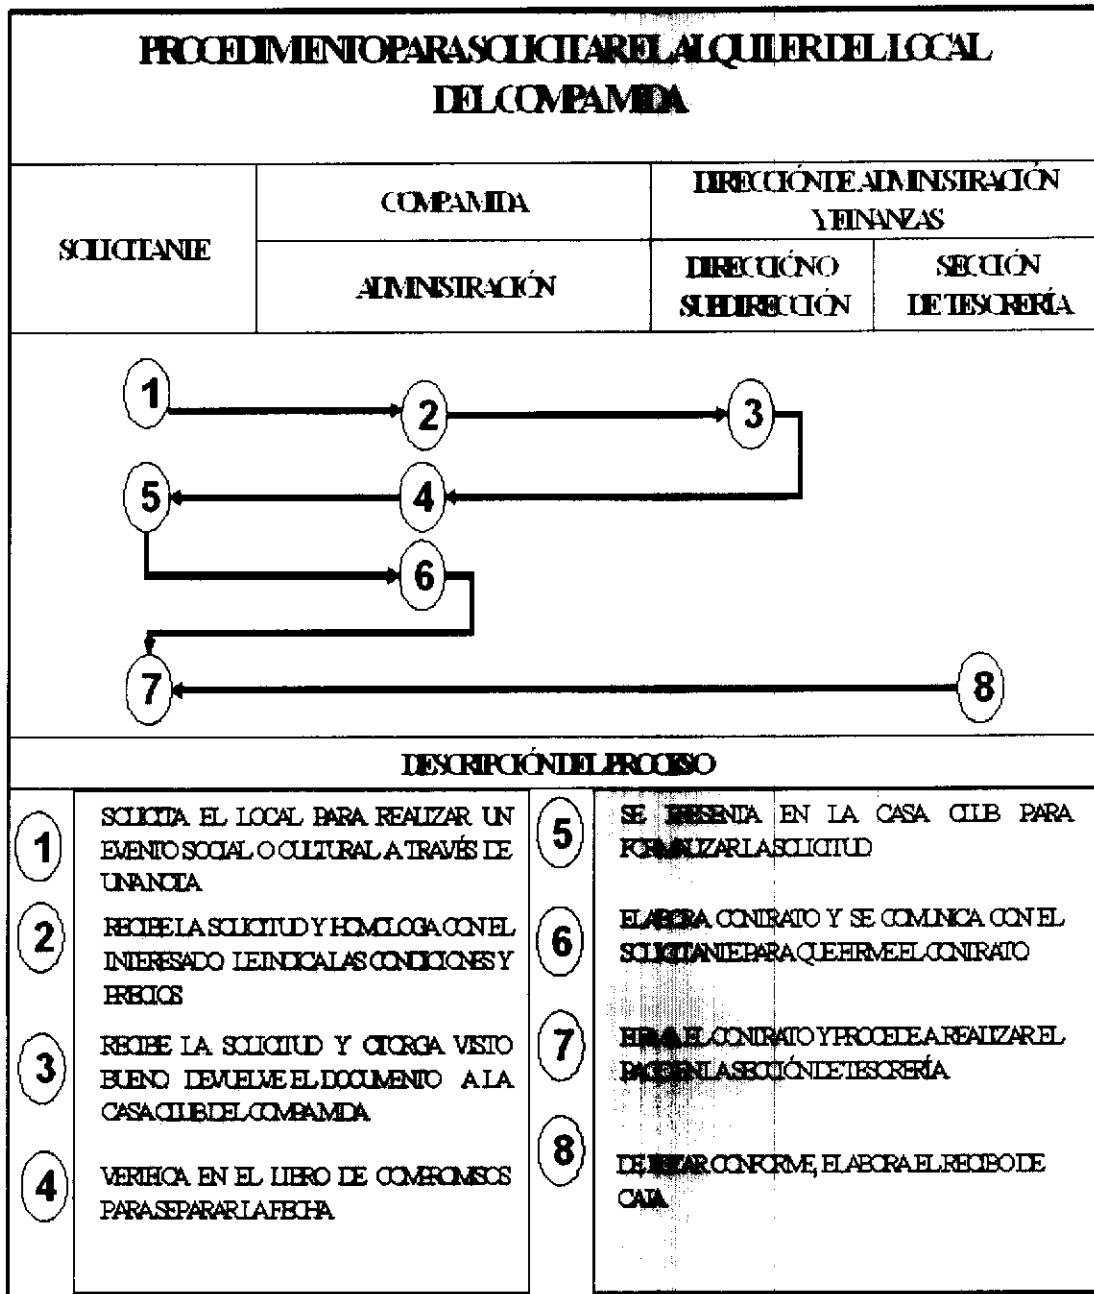 PROCEDIMIENTO PARA SOLICITAR EL ALQUILER DEL LOCAL
DEL COMPAMIDA
SOLICITANTE
COMPAMIDA
DIRECCIÓN DE ADMINISTRACIÓN
Y FINANZAS
ADMINISTRACIÓN
DIRECCIÓN O
SUBDIRECCIÓN
SECCIÓN
DE TESORERÍA
1
2
3
5
4
6
7
8
DESCRIPCIÓN DEL PROCESO
1
SOLICITA EL LOCAL PARA REALIZAR UN
EVENTO SOCIAL O CULTURAL A TRAVÉS DE
UNA NOTA
2
RECIBE LA SOLICITUD Y HOMOLOGA CON EL
INTERESADO LE INDICA LAS CONDICIONES Y
PRECIOS
3
RECIBE LA SOLICITUD Y OTORGA VISTO
BUENO DEVUELVE EL DOCUMENTO A LA
CASA CLUB DEL COMPAMIDA
4
VERIFICA EN EL LIBRO DE COMPROMISOS
PARA SEPARAR LA FECHA
5
SE PRESENTA EN LA CASA CLUB PARA
FORMALIZAR LA SOLICITUD
6
ELABORA CONTRATO Y SE COMUNICA CON EL
SOLICITANTE PARA QUE FIRME EL CONTRATO
7
FIRMA EL CONTRATO Y PROCEDE A REALIZAR EL
PAGO EN LA SECCIÓN DE TESORERÍA
8
DE ESTAR CONFORME, ELABORA EL RECIBO DE
CAJA